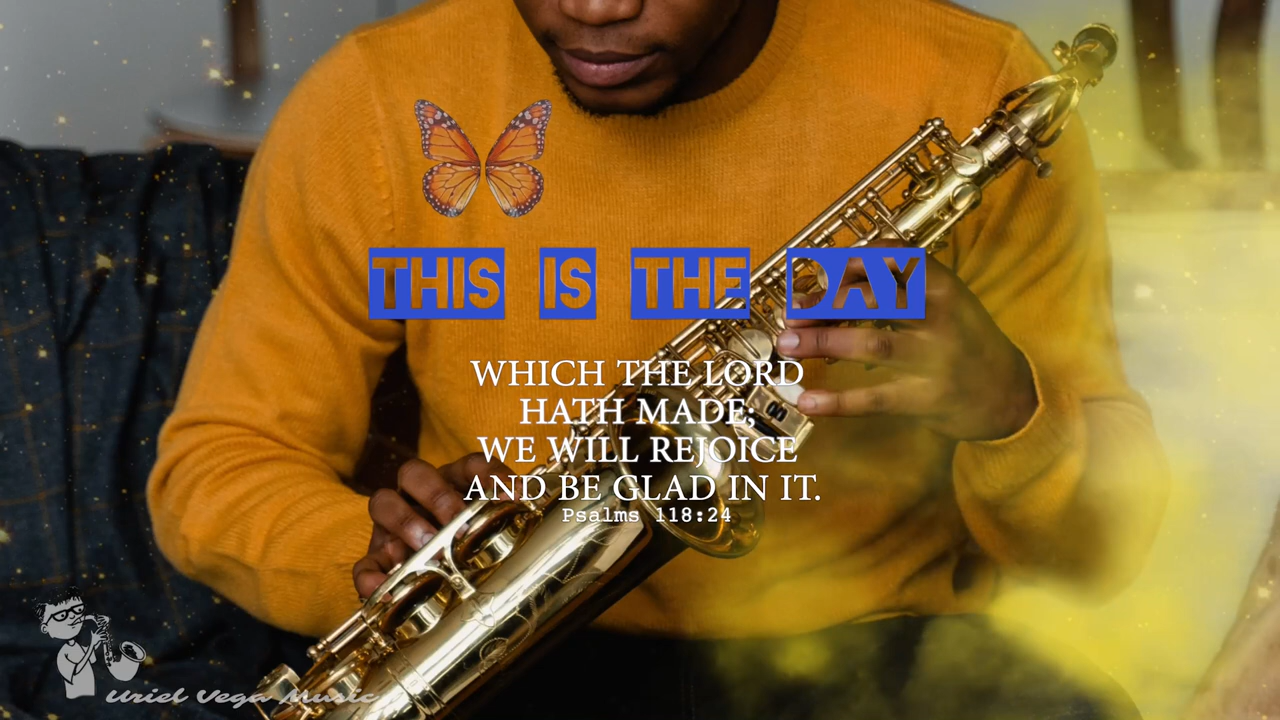 THIS IS THE DAY
WHICH THE LORD
HATH MADE;
WE WILL REJOICE
AND BE GLAD IN IT.
Psalms 118:24
Uriel Vega Music